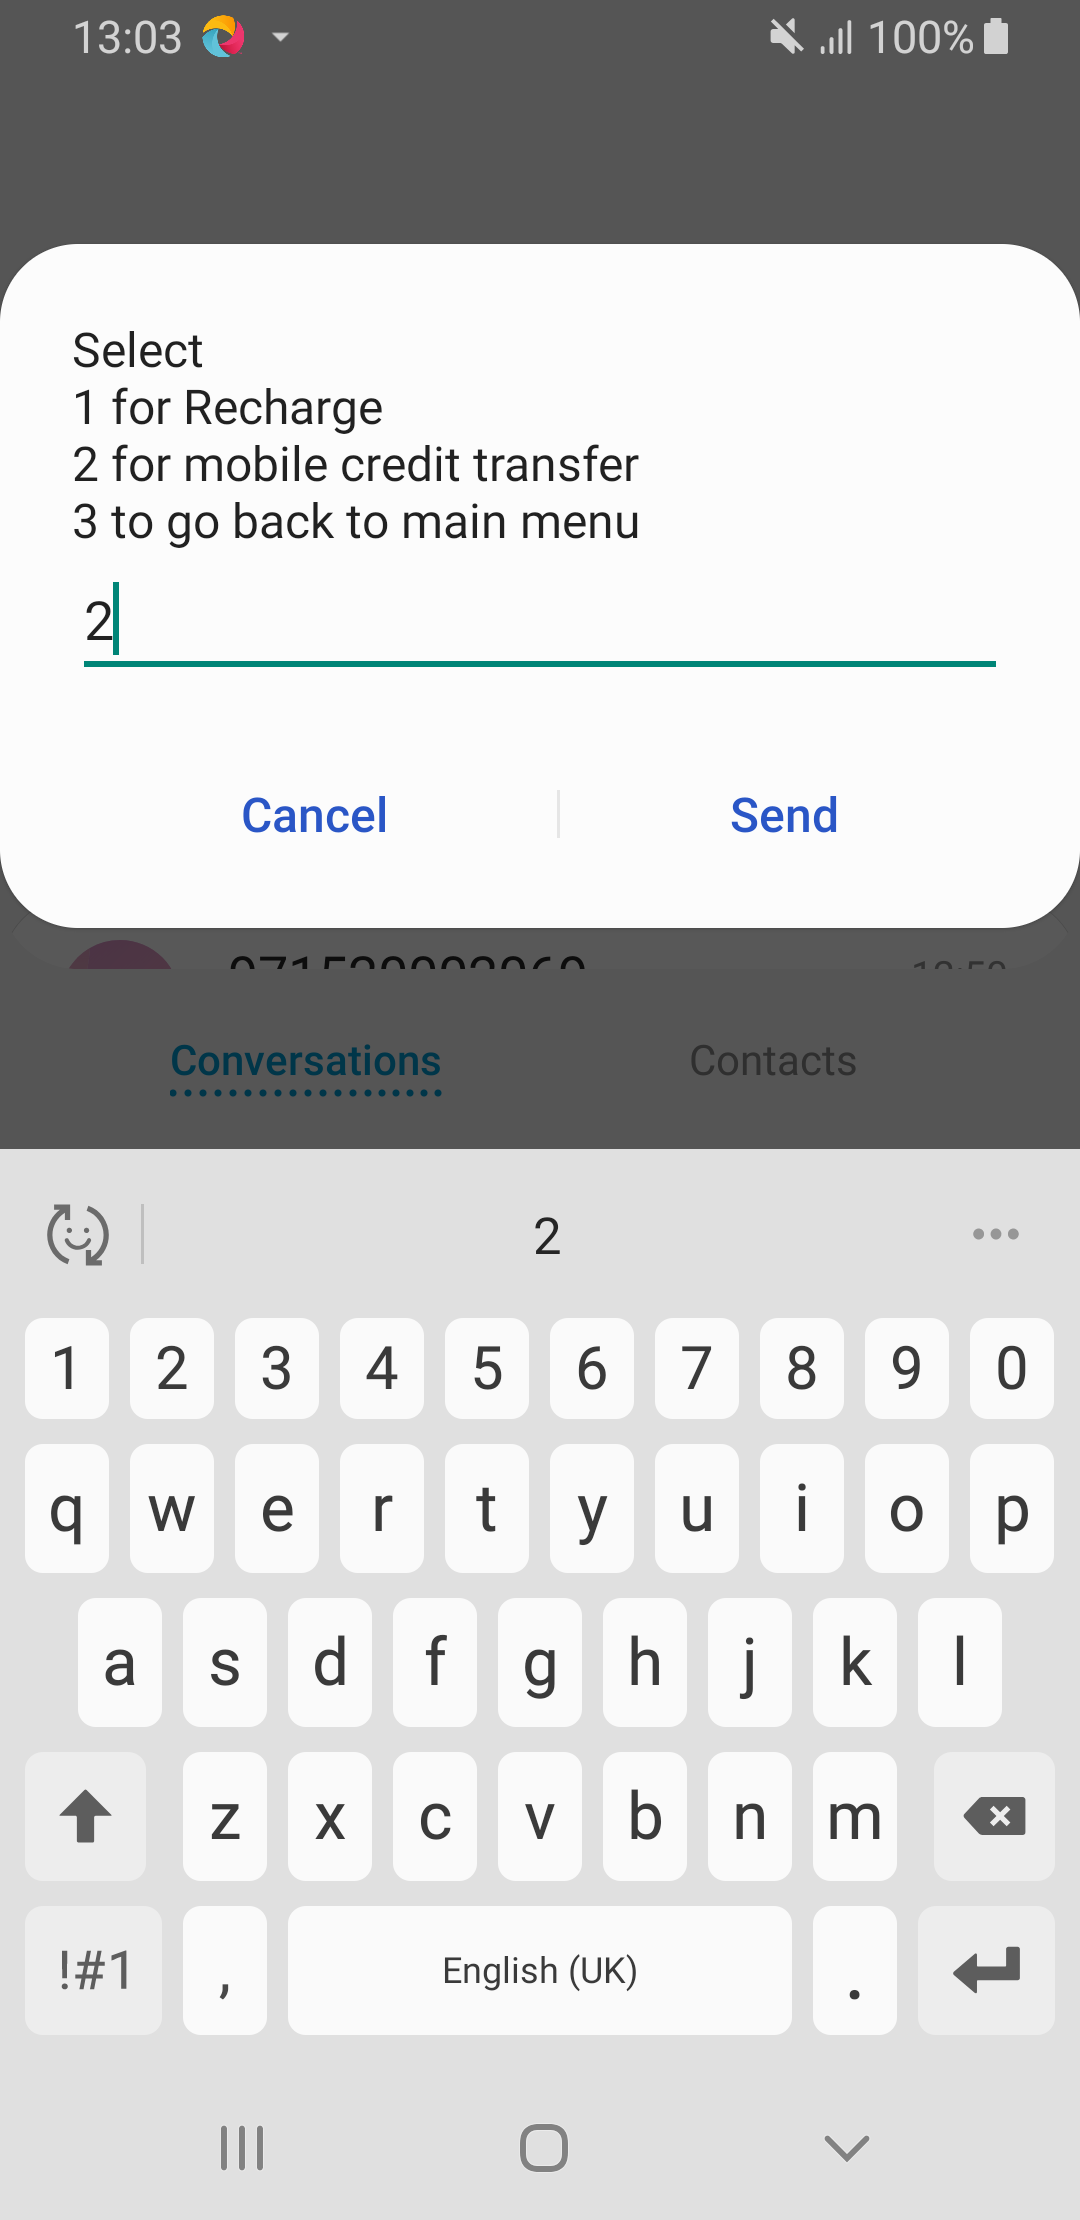 13:03
100%
Select
1 for Recharge
2 for mobile credit transfer
3 to go back to main menu
2
Cancel
Send
Conversations
Contacts
2
1 2 3 4 5 6 7 8 9 0
q w e r t y u i o p
a s d f g h j k l
z x c v b n m
!#1 , English (UK) .